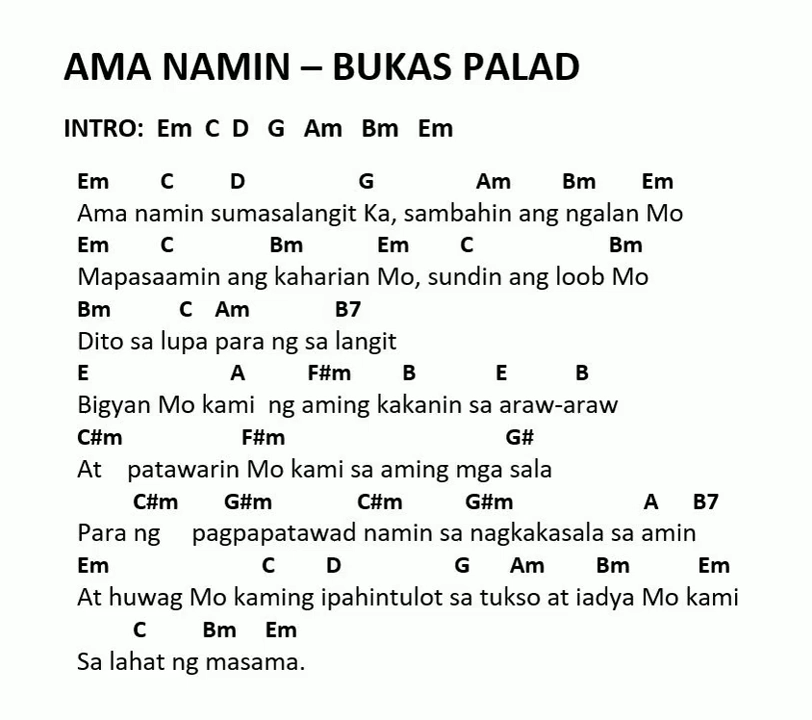 AMA NAMIN – BUKAS PALAD
INTRO: Em C D G Am Bm Em
Em C D G Am Bm Em
Ama namin sumasalangit Ka, sambahin ang ngalan Mo
Em C Bm Em C Bm
Mapasaamin ang kaharian Mo, sundin ang loob Mo
Bm C Am B7
Dito sa lupa para ng sa langit
E A F#m B E B
Bigyan Mo kami ng aming kakanin sa araw-araw
C#m F#m G#
At patawarin Mo kami sa aming mga sala
C#m G#m C#m G#m A B7
Para ng pagpapatawad namin sa nagkakasala sa amin
Em C D G Am Bm Em
At huwag Mo kaming ipahintulot sa tukso at iadya Mo kami
C Bm Em
Sa lahat ng masama.